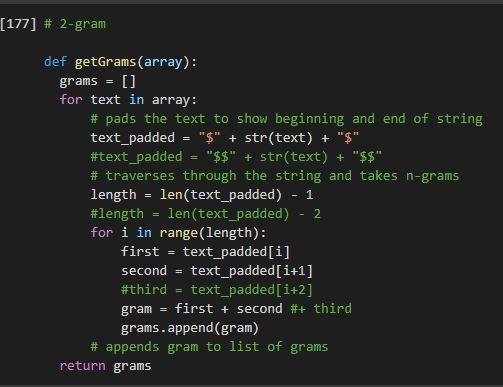 [177] # 2-gram
def getGrams(array):
grams = []
for text in array:
# pads the text to show beginning and end of string
text_padded = "$" + str(text) + "$"
#text_padded = "$$" + str(text) + "$$"
# traverses through the string and takes n-grams
length = len(text_padded) - 1
#length = len(text_padded) - 2
for i in range(length):
first = text_padded[i]
second = text_padded[i+1]
#third = text_padded[i+2]
gram = first + second #+ third
grams.append(gram)
# appends gram to list of grams
return grams